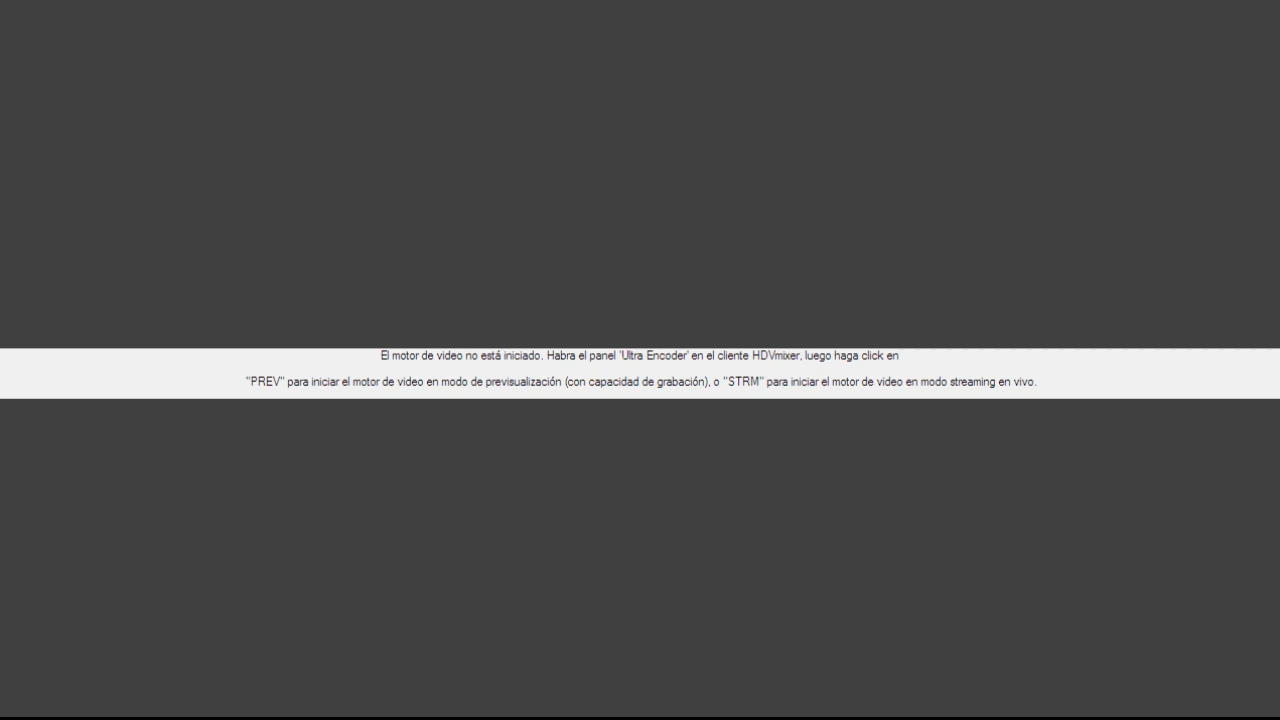 El motor de video no está iniciado. Habra el panel 'Ultra Encoder' en el cliente HDVmixer, luego haga click en
"PREV" para iniciar el motor de video en modo de previsualización (con capacidad de grabación), o "STRM" para iniciar el motor de video en modo streaming en vivo.